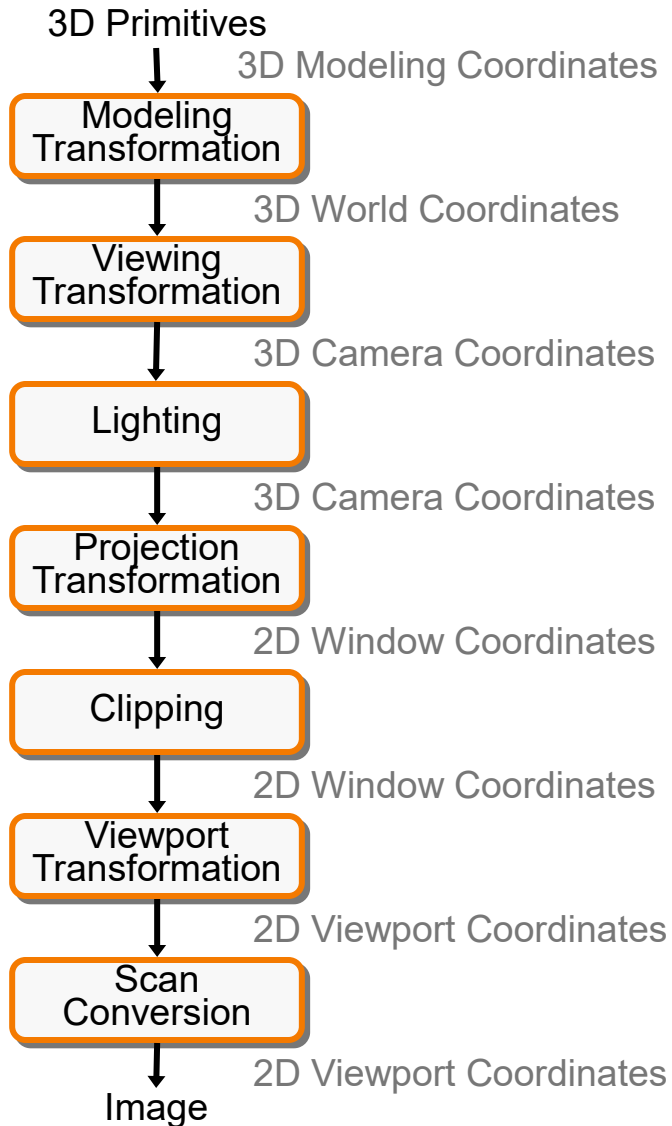 3D Primitives
3D Modeling Coordinates
Modeling
Transformation
3D World Coordinates
Viewing
Transformation
3D Camera Coordinates
Lighting
3D Camera Coordinates
Projection
Transformation
2D Window Coordinates
Clipping
2D Window Coordinates
Viewport
Transformation
2D Viewport Coordinates
Scan
Conversion
2D Viewport Coordinates
Image